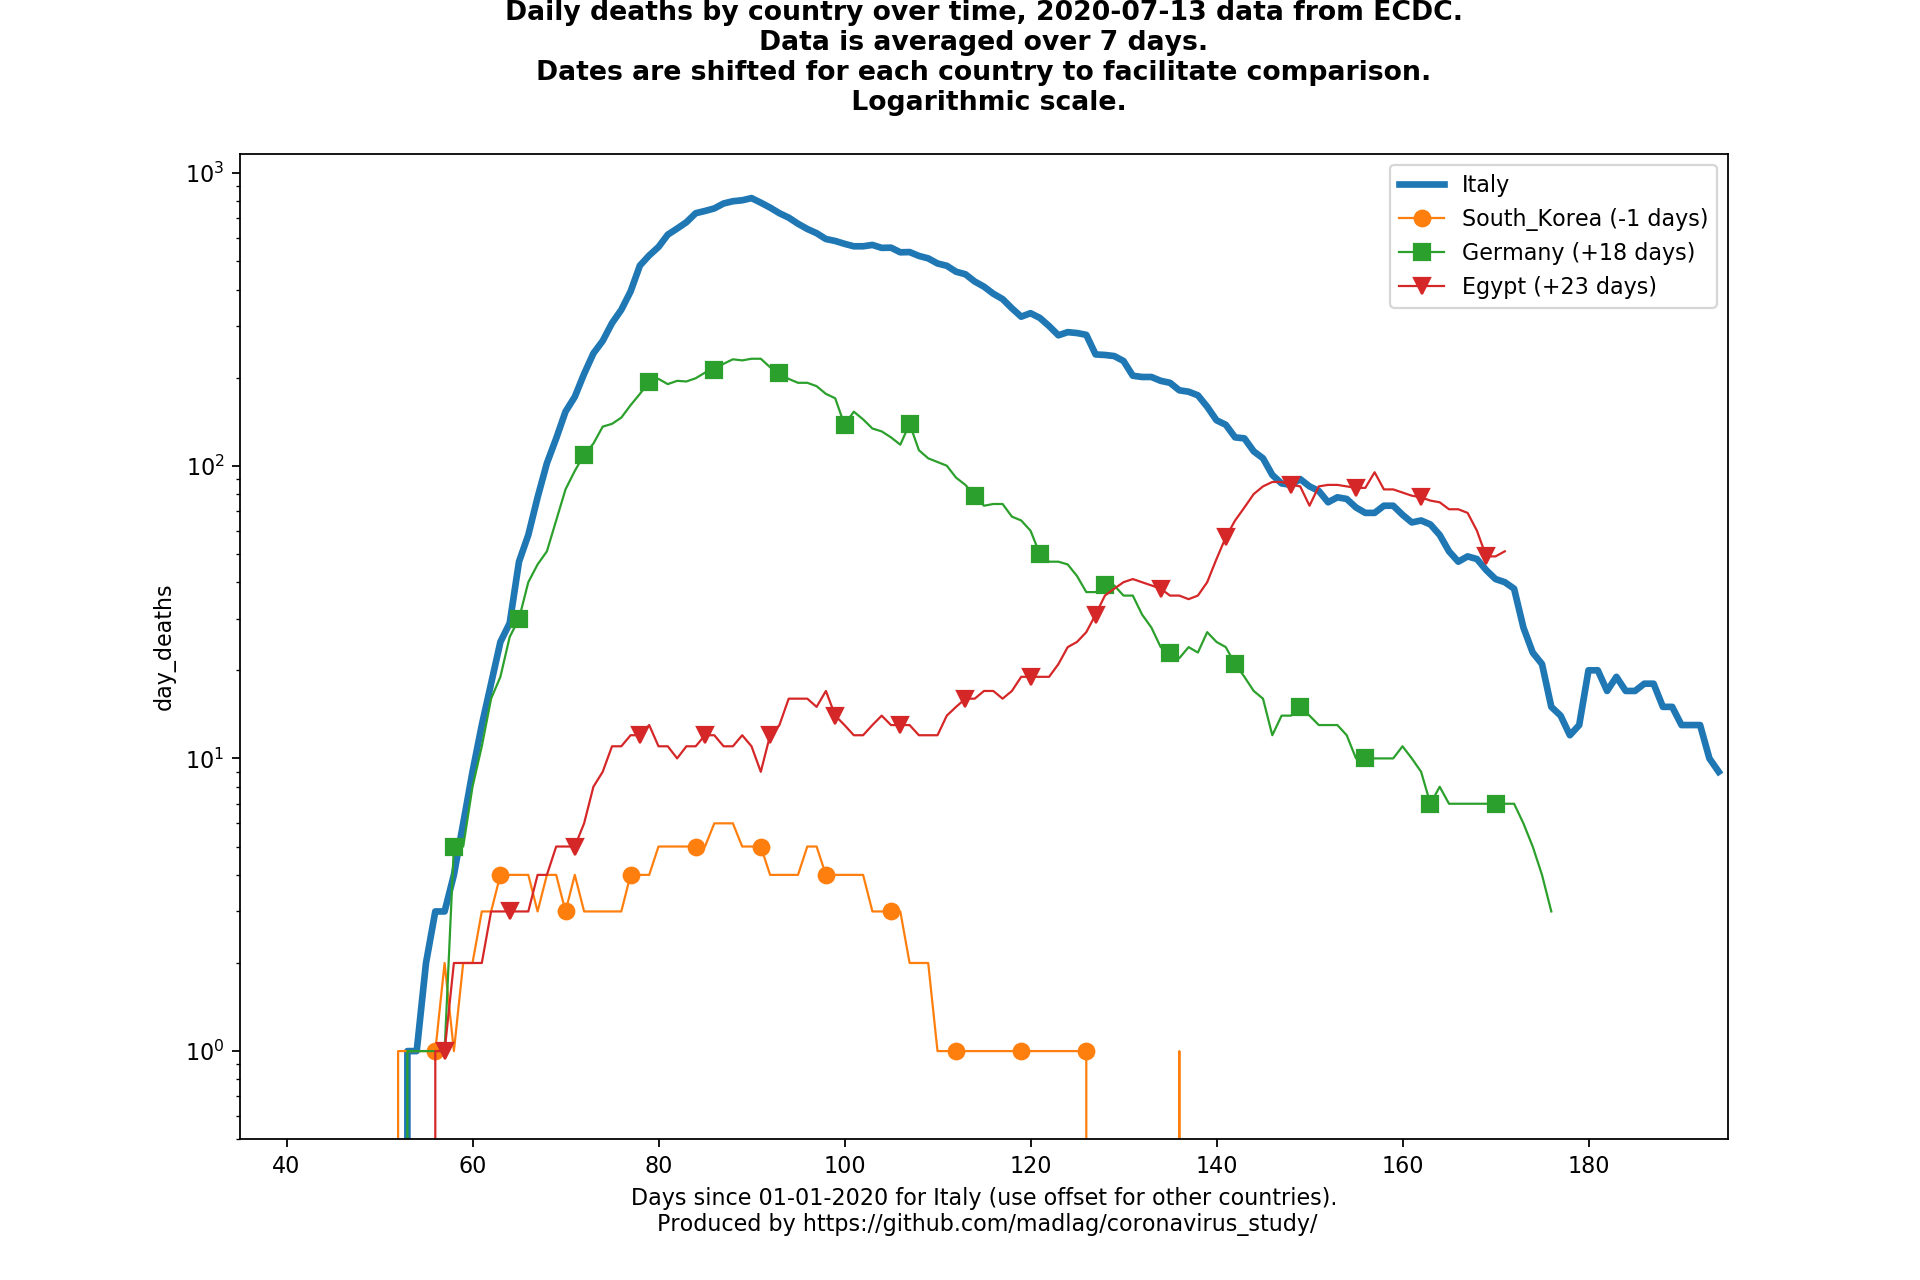 Daily deaths by country over time, 2020-07-13 data from ECDC.
Data is averaged over 7 days.
Dates are shifted for each country to facilitate comparison.
Logarithmic scale.
Italy
South_Korea (-1 days)
Germany (+18 days)
Egypt (+23 days)
10³
10²
10¹
10⁰
day_deaths
40 60 80 100 120 140 160 180
Days since 01-01-2020 for Italy (use offset for other countries).
Produced by https://github.com/madlag/coronavirus_study/